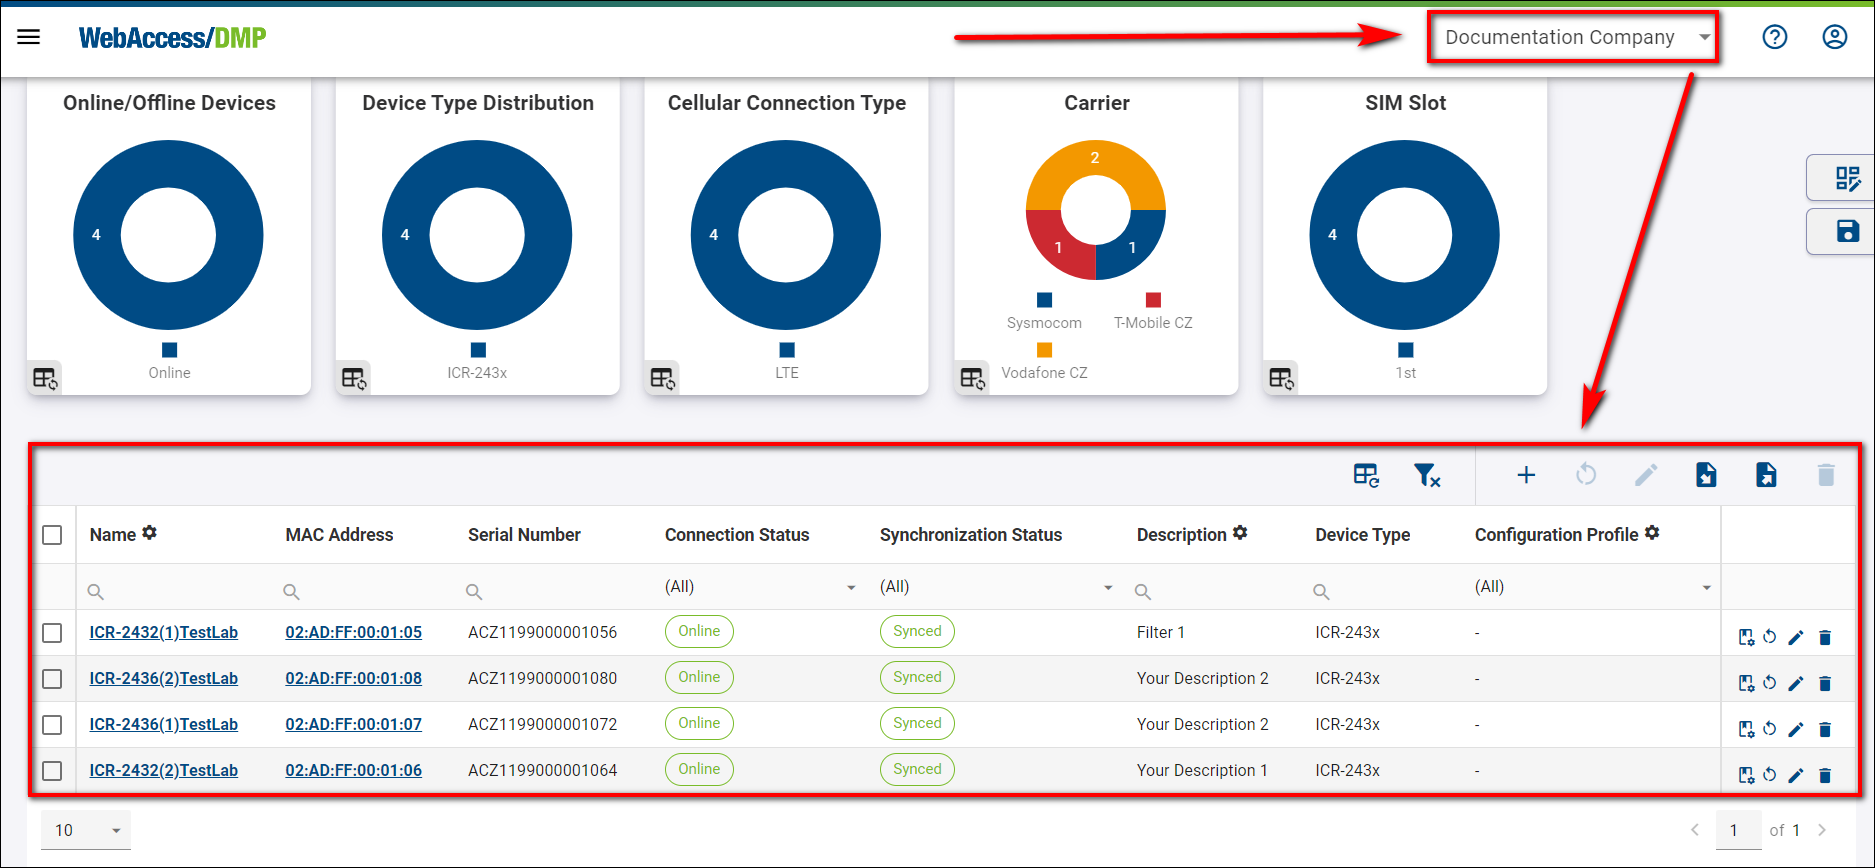 WebAccess/DMP
Documentation Company
Online/Offline Devices
4
Online
Device Type Distribution
4
ICR-243x
Cellular Connection Type
4
LTE
Carrier
2
1
1
Sysmocom
T-Mobile CZ
Vodafone CZ
SIM Slot
4
1st
Name MAC Address Serial Number Connection Status Synchronization Status Description Device Type Configuration Profile
(All) (All) (All)
ICR-2432(1)TestLab 02:AD:FF:00:01:05 ACZ1199000001056 Online Synced Filter 1 ICR-243x -
ICR-2436(2)TestLab 02:AD:FF:00:01:08 ACZ1199000001080 Online Synced Your Description 2 ICR-243x -
ICR-2436(1)TestLab 02:AD:FF:00:01:07 ACZ1199000001072 Online Synced Your Description 2 ICR-243x -
ICR-2432(2)TestLab 02:AD:FF:00:01:06 ACZ1199000001064 Online Synced Your Description 1 ICR-243x -
10 1 of 1